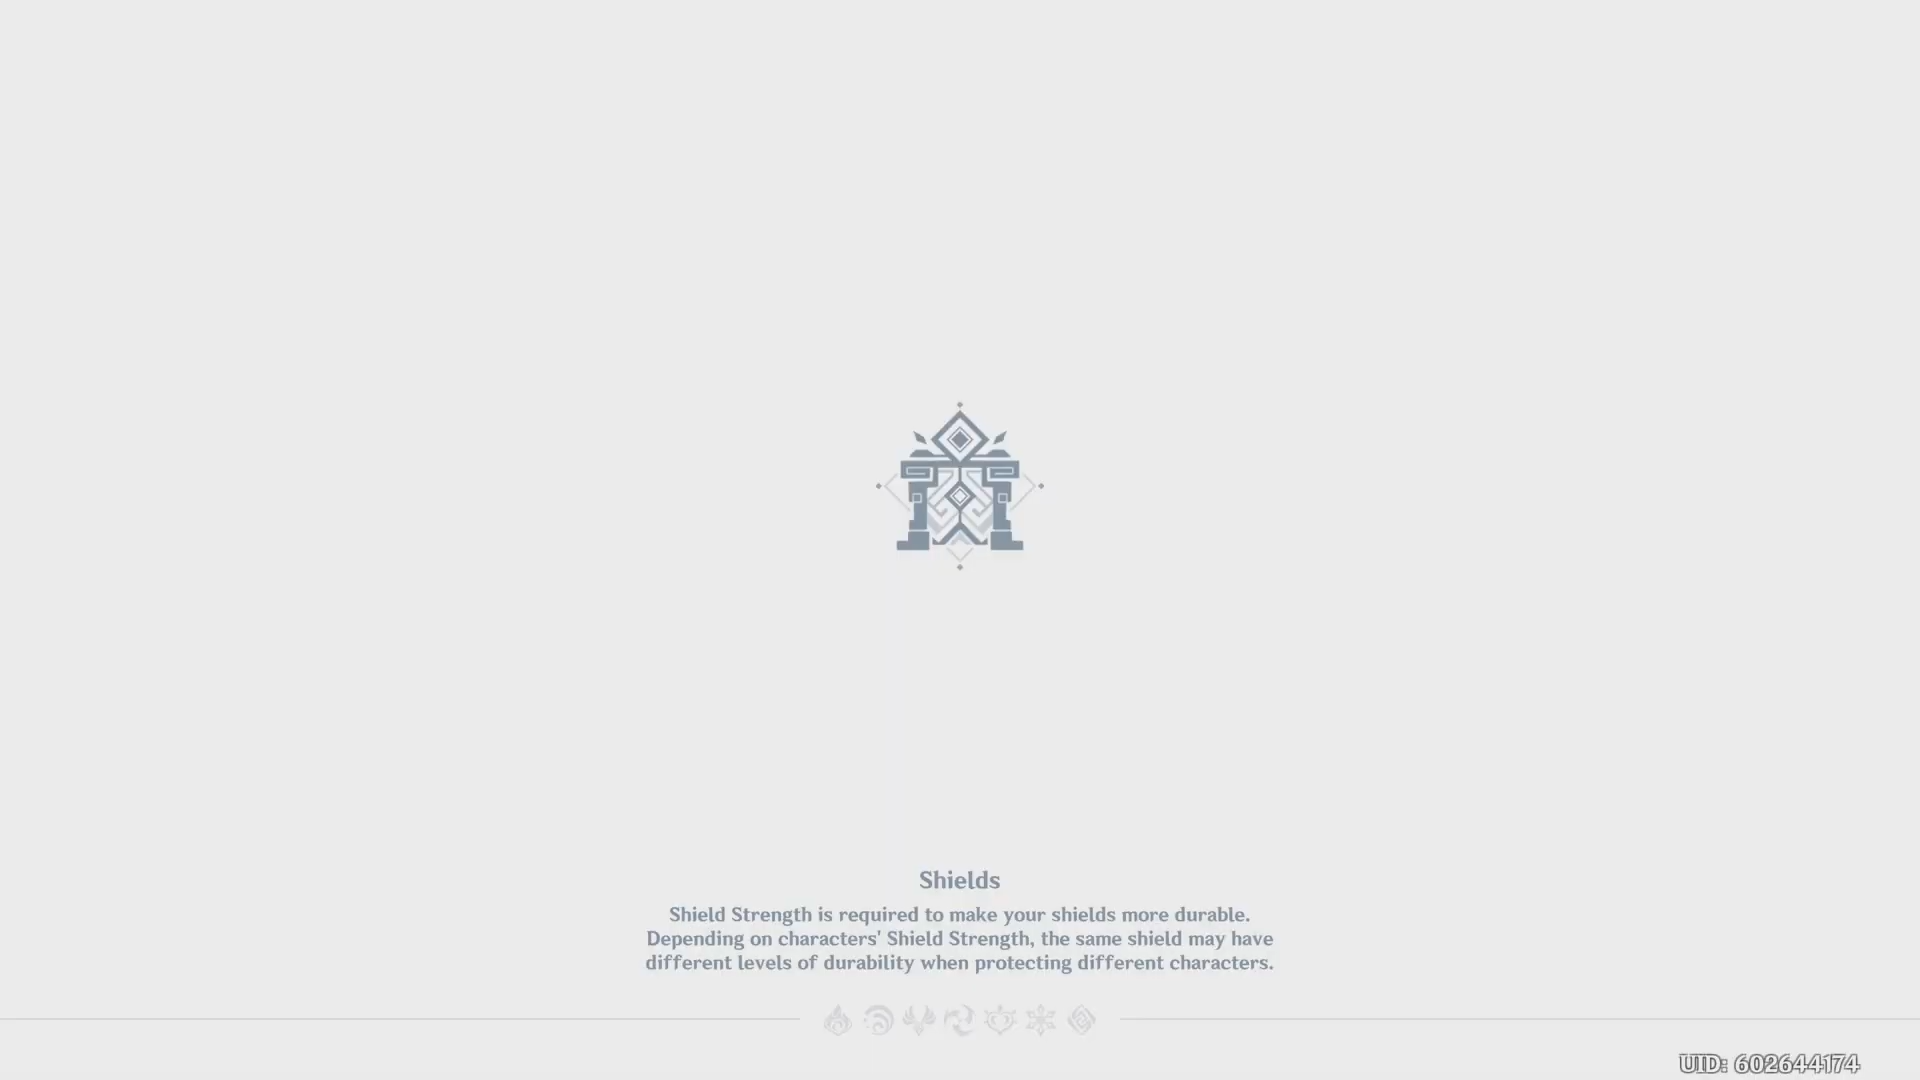 Shields
Shield Strength is required to make your shields more durable.
Depending on characters' Shield Strength, the same shield may have
different levels of durability when protecting different characters.
UID: 602644174